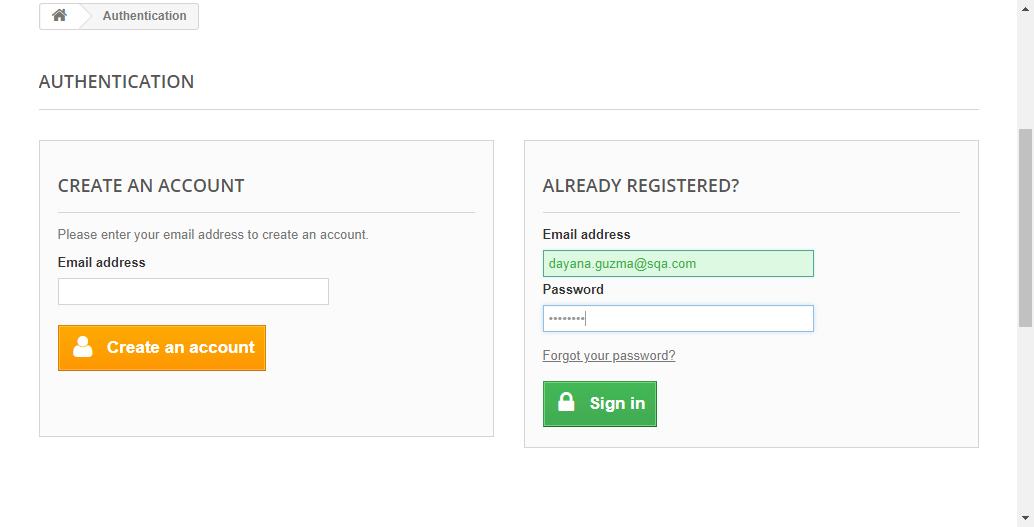 Authentication
AUTHENTICATION
CREATE AN ACCOUNT
Please enter your email address to create an account.
Email address
Create an account
ALREADY REGISTERED?
Email address
dayana.guzma@sqa.com
Password
••••••••
Forgot your password?
Sign in